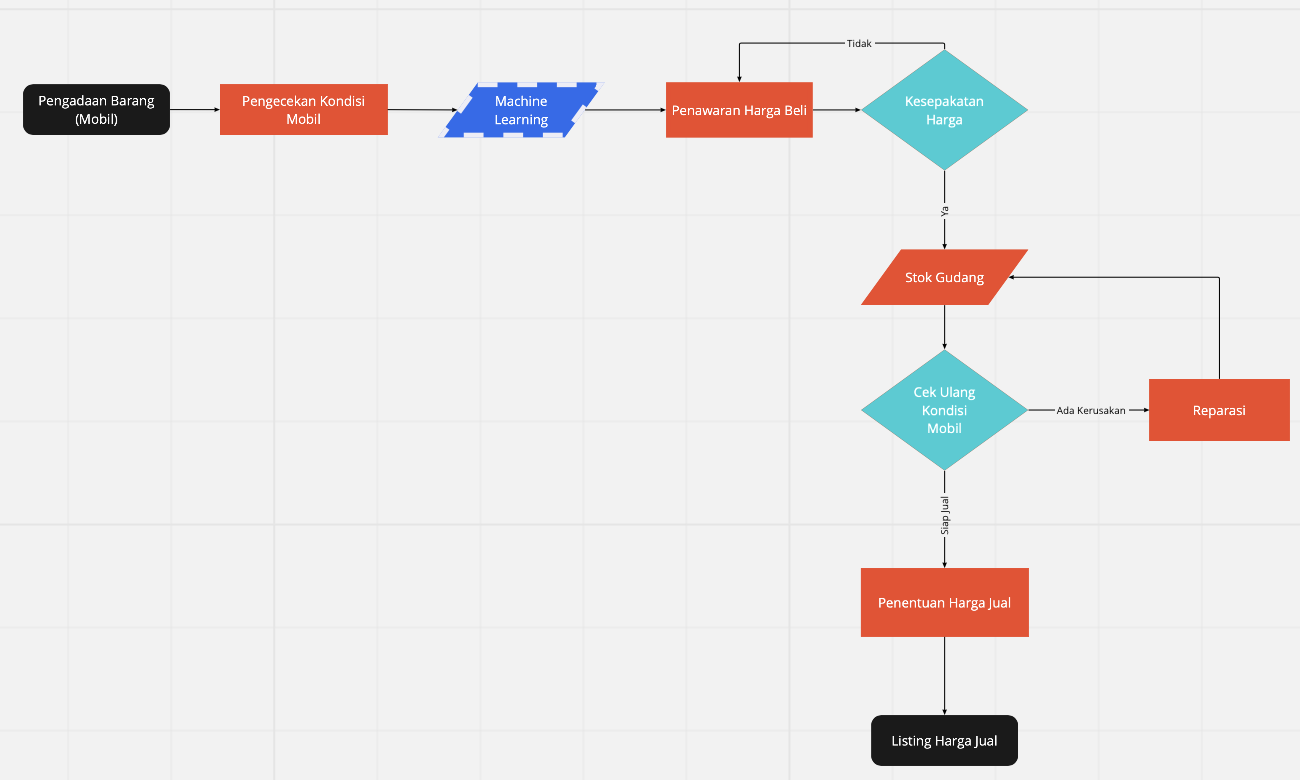 Pengadaan Barang
(Mobil)
Pengecekan Kondisi
Mobil
Machine
Learning
Penawaran Harga Beli
Tidak
Kesepakatan
Harga
Ya
Stok Gudang
Cek Ulang
Kondisi
Mobil
Ada Kerusakan
Reparasi
Siap Jual
Penentuan Harga Jual
Listing Harga Jual